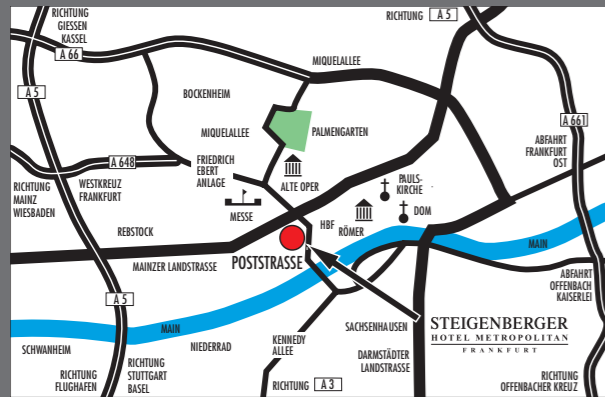 RICHTUNG
GIESSEN
KASSEL
A 66
A 5
RICHTUNG A 5
MIQUELALLEE
BOCKENHEIM
MIQUELALLEE
PALMENGARTEN
A 661
ABFAHRT
FRANKFURT
OST
A 648
FRIEDRICH
EBERT
ANLAGE
ALTE OPER
PAULS-
KIRCHE
RICHTUNG
MAINZ
WIESBADEN
WESTKREUZ
FRANKFURT
MESSE
HBF
RÖMER
DOM
REBSTOCK
MAINZER LANDSTRASSE
POSTSTRASSE
MAIN
ABFAHRT
OFFENBACH
KAISERLEI
A 5
MAIN
SACHSENHAUSEN
STEIGENBERGER
HOTEL METROPOLITAN
FRANKFURT
SCHWANHEIM
NIEDERRAD
KENNEDY
ALLEE
DARMSTÄDTER
LANDSTRASSE
RICHTUNG
FLUGHAFEN
RICHTUNG
STUTTGART
BASEL
RICHTUNG A 3
RICHTUNG
OFFENBACHER KREUZ